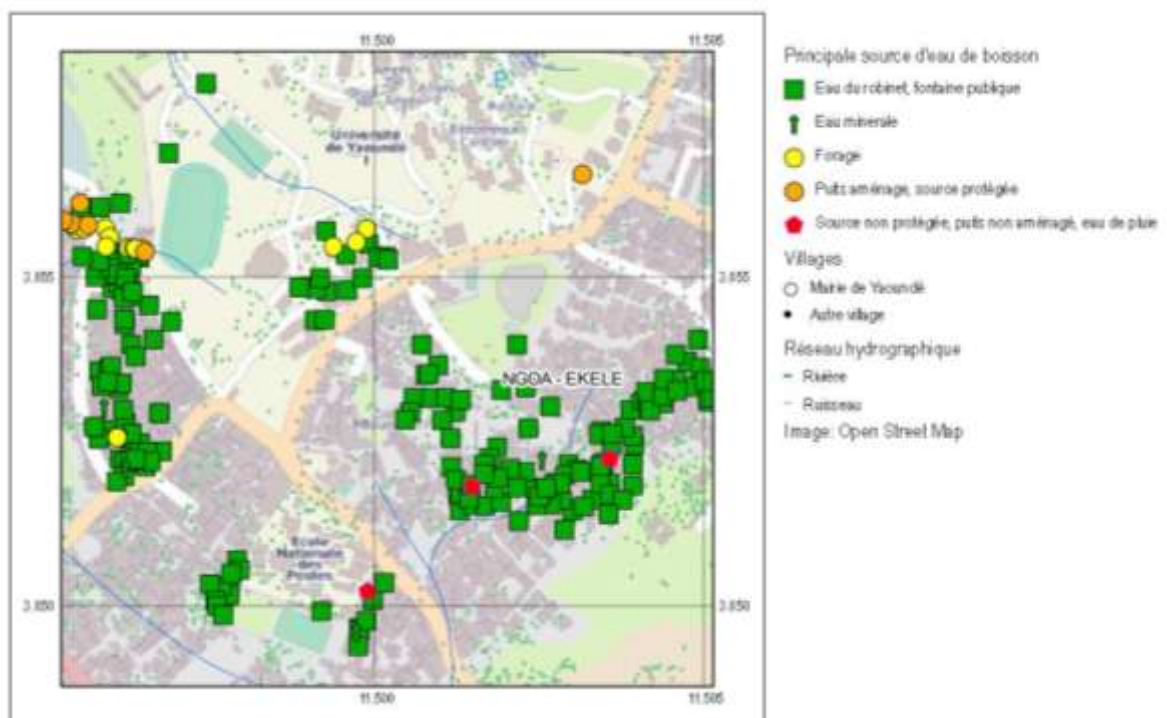 11.500
11.505
Université
de Yaoundé
I
3.855
3.855
NGOA - EKELE
Ecole
Nationale
des
Postes
3.850
3.850
11.500
11.505
Principale source d'eau de boisson
Eau du robinet, fontaine publique
Eau minerale
Forage
Puits aménagé, source protégée
Source non protégée, puits non aménagé, eau de pluie
Villages
Mairie de Yaoundé
Autre village
Réseau hydrographique
Rivière
Ruisseau
Image: Open Street Map